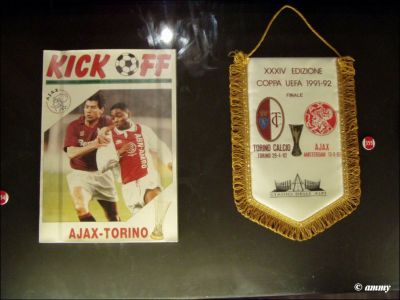 KICK OFF
AJAX
AJAX-TORINO
XXXIV EDIZIONE
COPPA UEFA 1991-92
FINALE
TORINO CALCIO
TORINO 29-4-92
AJAX
AMSTERDAM 13-5-92
© ammy